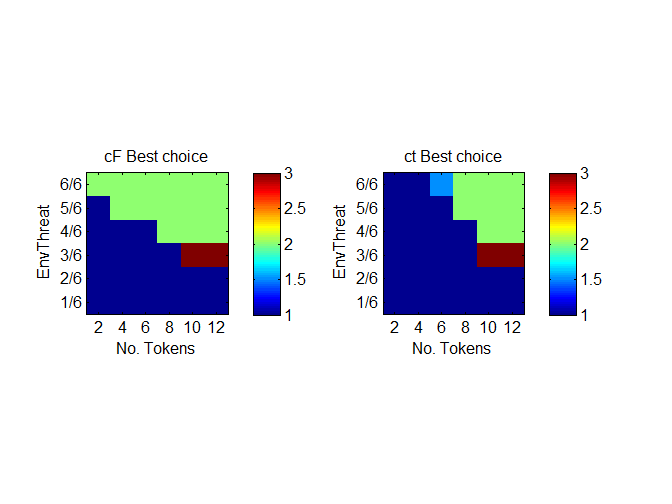 cF Best choice
EnvThreat
6/6
5/6
4/6
3/6
2/6
1/6
2 4 6 8 10 12
No. Tokens
3
2.5
2
1.5
1
ct Best choice
EnvThreat
6/6
5/6
4/6
3/6
2/6
1/6
2 4 6 8 10 12
No. Tokens
3
2.5
2
1.5
1